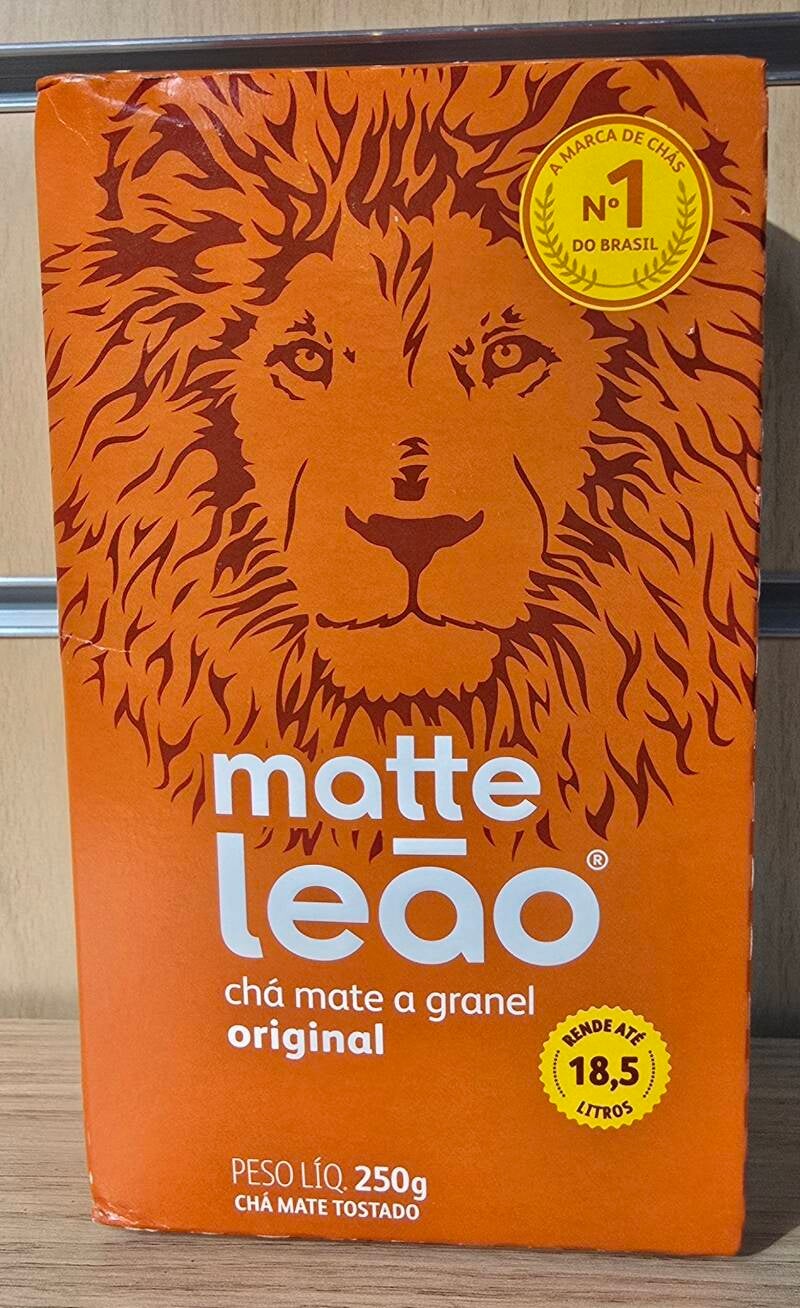 A MARCA DE CHÁS
Nº1
DO BRASIL
matte
leão®
chá mate a granel
original
RENDE ATÉ
18,5
LITROS
PESO LÍQ. 250g
CHÁ MATE TOSTADO